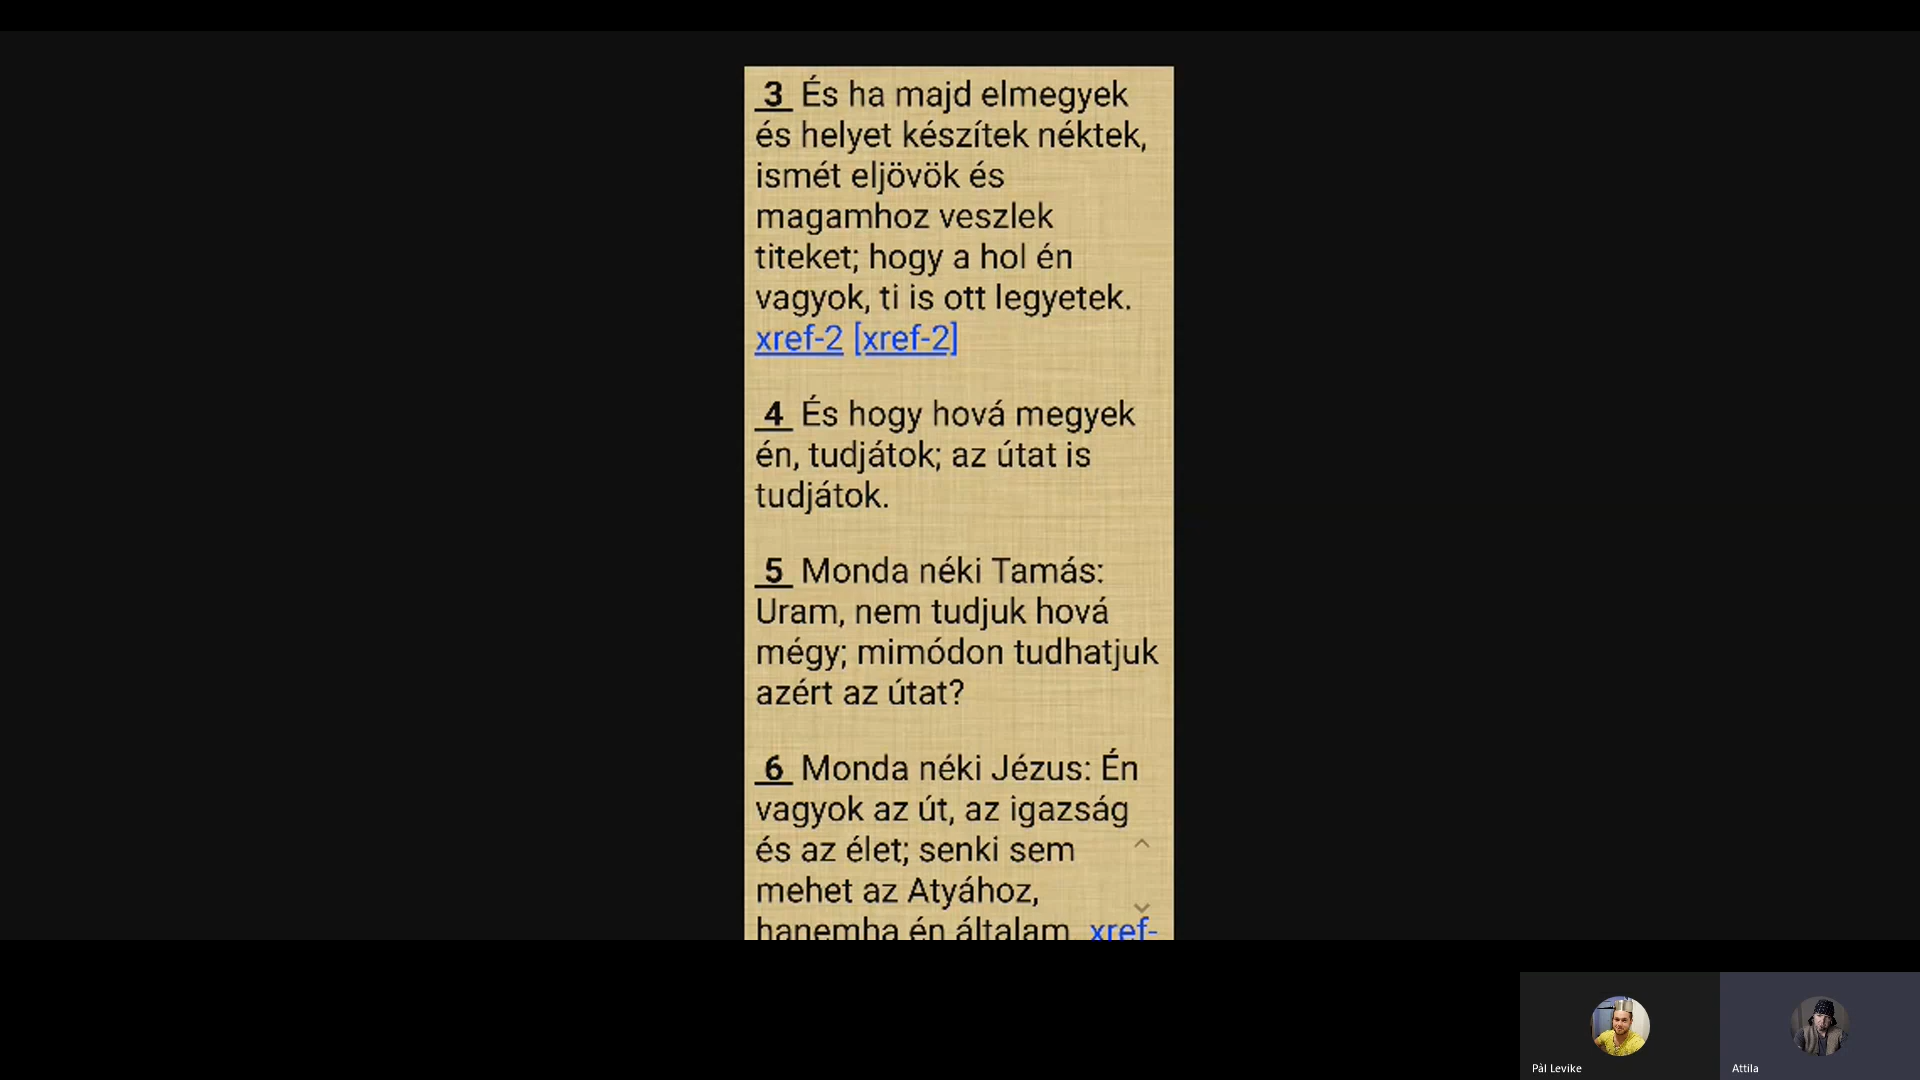 3 És ha majd elmegyek
és helyet készítek néktek,
ismét eljövök és
magamhoz veszlek
titeket; hogy a hol én
vagyok, ti is ott legyetek.
xref-2 [xref-2]
4 És hogy hová megyek
én, tudjátok; az útat is
tudjátok.
5 Monda néki Tamás:
Uram, nem tudjuk hová
mégy; mimódon tudhatjuk
azért az útat?
6 Monda néki Jézus: Én
vagyok az út, az igazság
és az élet; senki sem
mehet az Atyához,
hanemha én általam. xref-
Pàl Levike
Attila